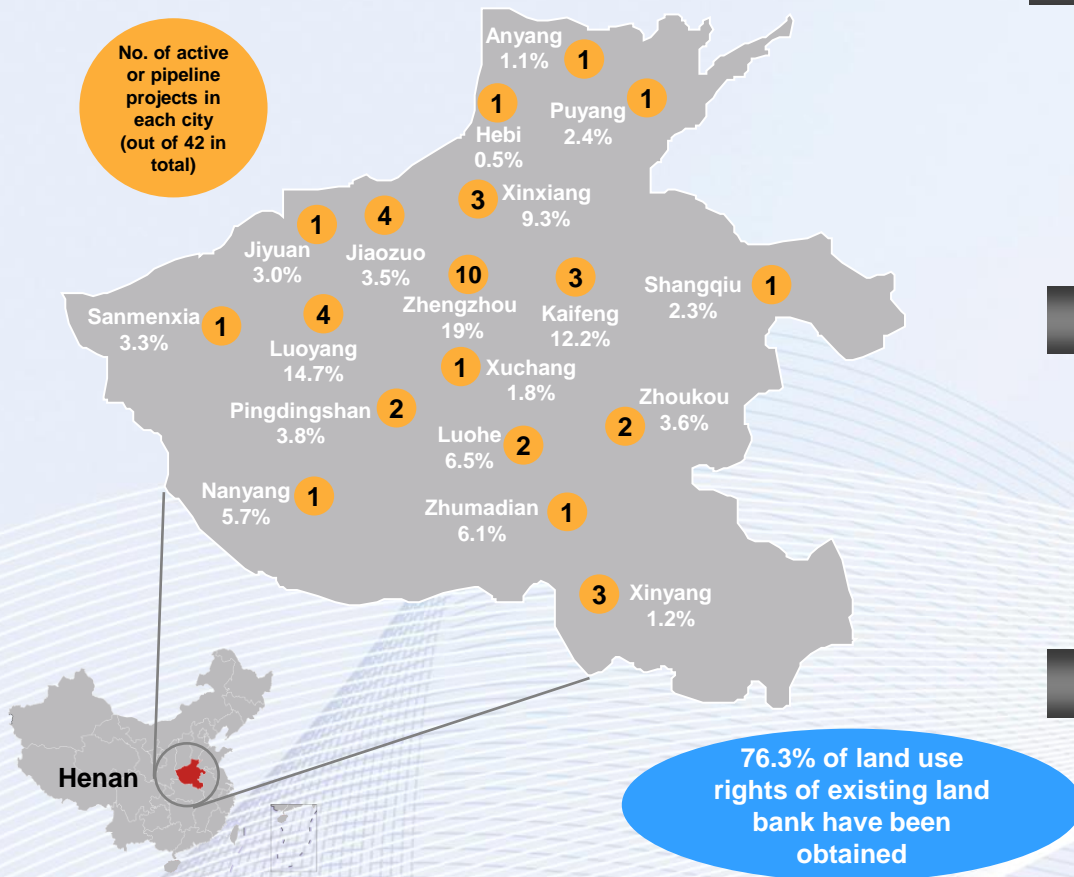 No. of active
or pipeline
projects in
each city
(out of 42 in
total)
Anyang
1.1%
1
1
Puyang
2.4%
1
Hebi
0.5%
3
Xinxiang
9.3%
1
Jiyuan
3.0%
4
Jiaozuo
3.5%
10
Zhengzhou
19%
3
Kaifeng
12.2%
Shangqiu
2.3%
1
Sanmenxia
3.3%
1
4
Luoyang
14.7%
1
Xuchang
1.8%
Pingdingshan
3.8%
2
Luohe
6.5%
2
Zhoukou
3.6%
2
Nanyang
5.7%
1
Zhumadian
6.1%
1
3
Xinyang
1.2%
Henan
76.3% of land use
rights of existing land
bank have been
obtained